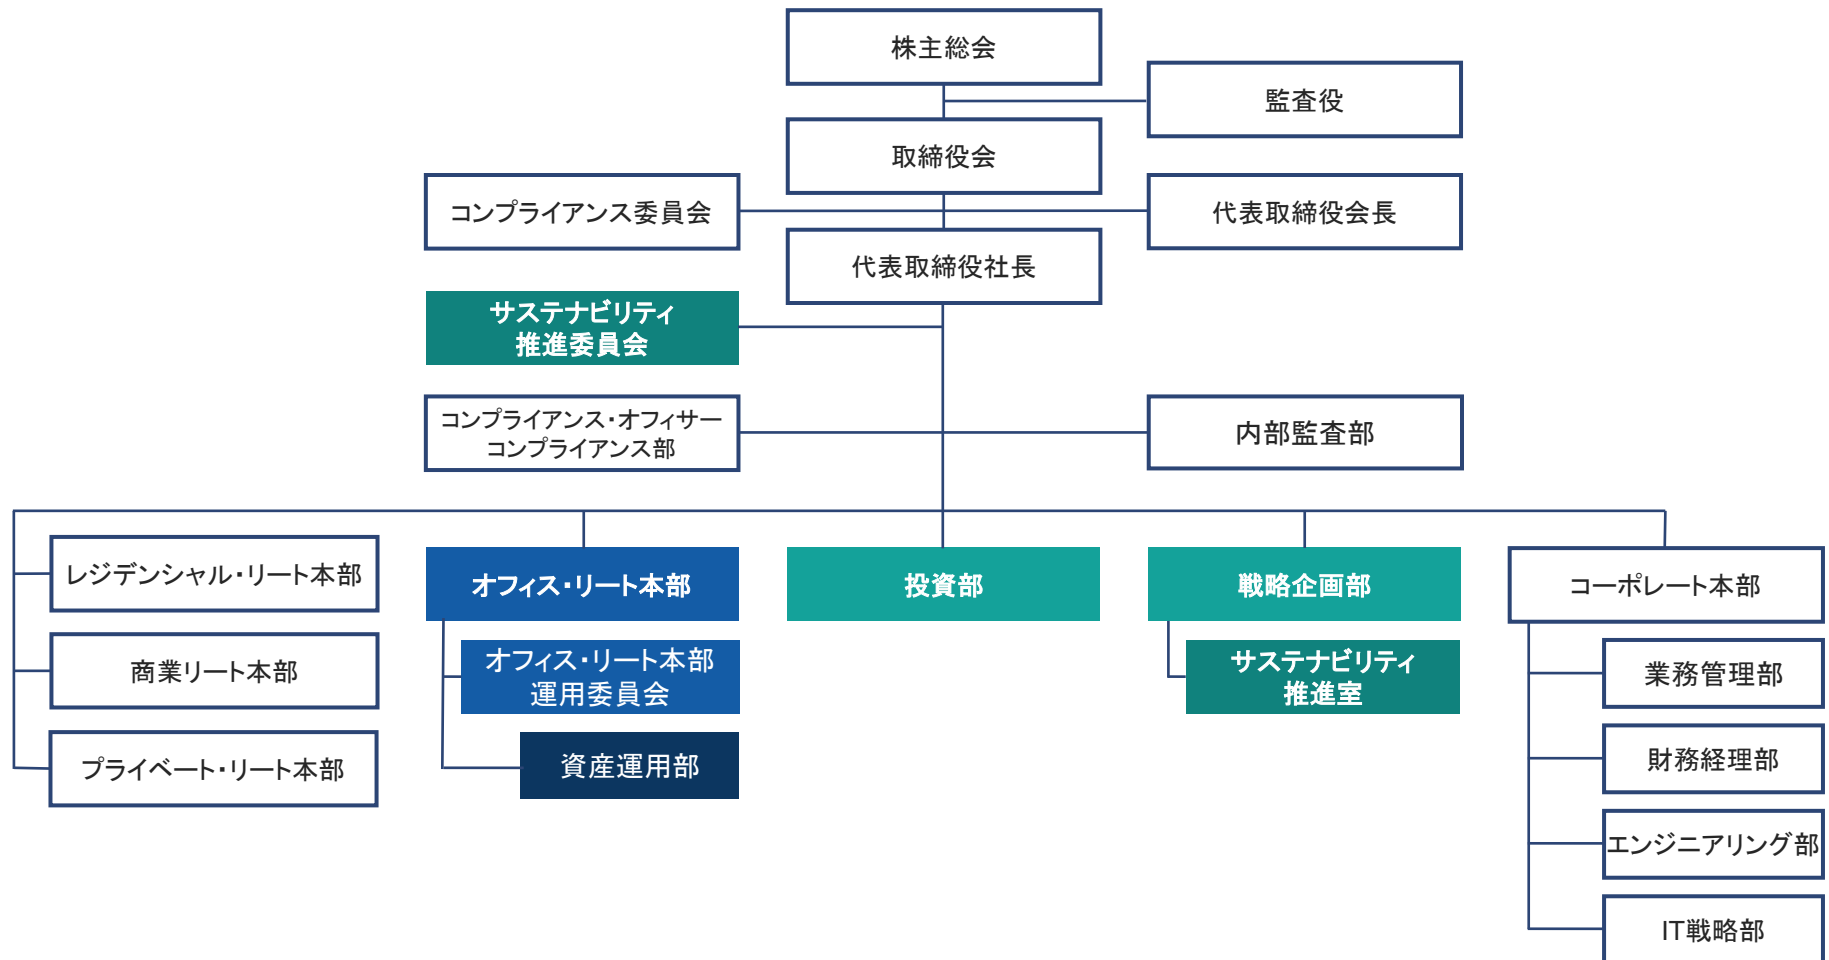 株主総会
監査役
取締役会
コンプライアンス委員会
代表取締役会長
代表取締役社長
サステナビリティ
推進委員会
コンプライアンス・オフィサー
コンプライアンス部
内部監査部
レジデンシャル・リート本部
商業リート本部
プライベート・リート本部
オフィス・リート本部
オフィス・リート本部
運用委員会
資産運用部
投資部
戦略企画部
サステナビリティ
推進室
コーポレート本部
業務管理部
財務経理部
エンジニアリング部
IT戦略部